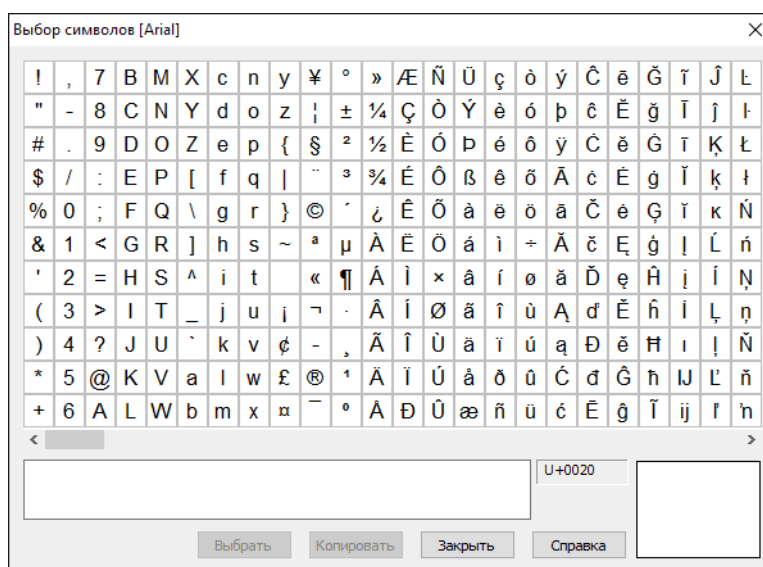 Выбор символов [Arial]
! , 7 B M X c n y ¥ ° » Æ Ñ Ü ç ò ý Ĉ ē Ğ ĩ Ĵ Ŀ
" - 8 C N Y d o z ¦ ± ¼ Ç Ò Ý è ó þ ĉ Ĕ ğ Ī ĵ ŀ
# . 9 D O Z e p { § ² ½ È Ó Þ é ô ÿ Ċ ĕ Ġ ī Ķ Ł
$ / : E P [ f q | ¨ ³ ¾ É Ô ß ê õ Ā ċ Ė ġ Ĭ ķ ł
% 0 ; F Q \ g r } © ´ ¿ Ê Õ à ë ö ā Č ė Ģ ĭ ĸ Ń
& 1 < G R ] h s ~ ª µ À Ë Ö á ì ÷ Ă č Ę ģ Į Ĺ ń
' 2 = H S ^ i t « ¶ Á Ì × â í ø ă Ď ę Ĥ į ĺ Ņ
( 3 > I T _ j u ¡ ¬ · Â Í Ø ã î ù Ą ď Ě ĥ İ Ļ ņ
) 4 ? J U ` k v ¢ - ¸ Ã Î Ù ä ï ú ą Đ ě Ħ ı ļ Ň
* 5 @ K V a l w £ ® ¹ Ä Ï Ú å ð û Ć đ Ĝ ħ Ĳ Ľ ň
+ 6 A L W b m x ¤ ¯ º Å Ð Û æ ñ ü ć Ē ĝ Ĩ ĳ ľ ŉ
U+0020
Выбрать Копировать Закрыть Справка